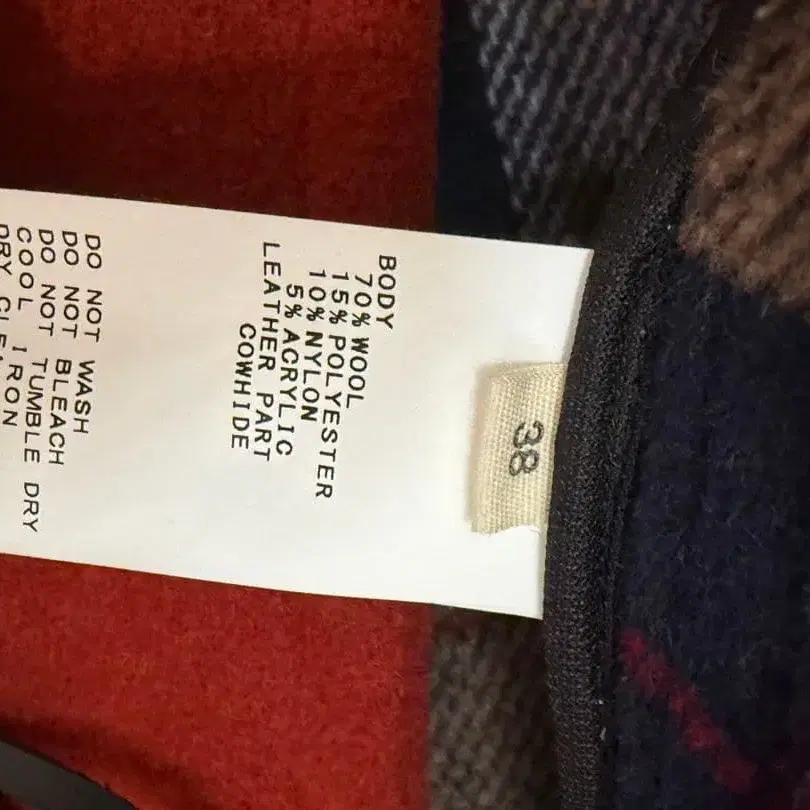 38
BODY
70% WOOL
15% POLYESTER
10% NYLON
5% ACRYLIC
LEATHER PART
COWHIDE
DO NOT WASH
DO NOT BLEACH
DO NOT TUMBLE DRY
COOL IRON
DRY